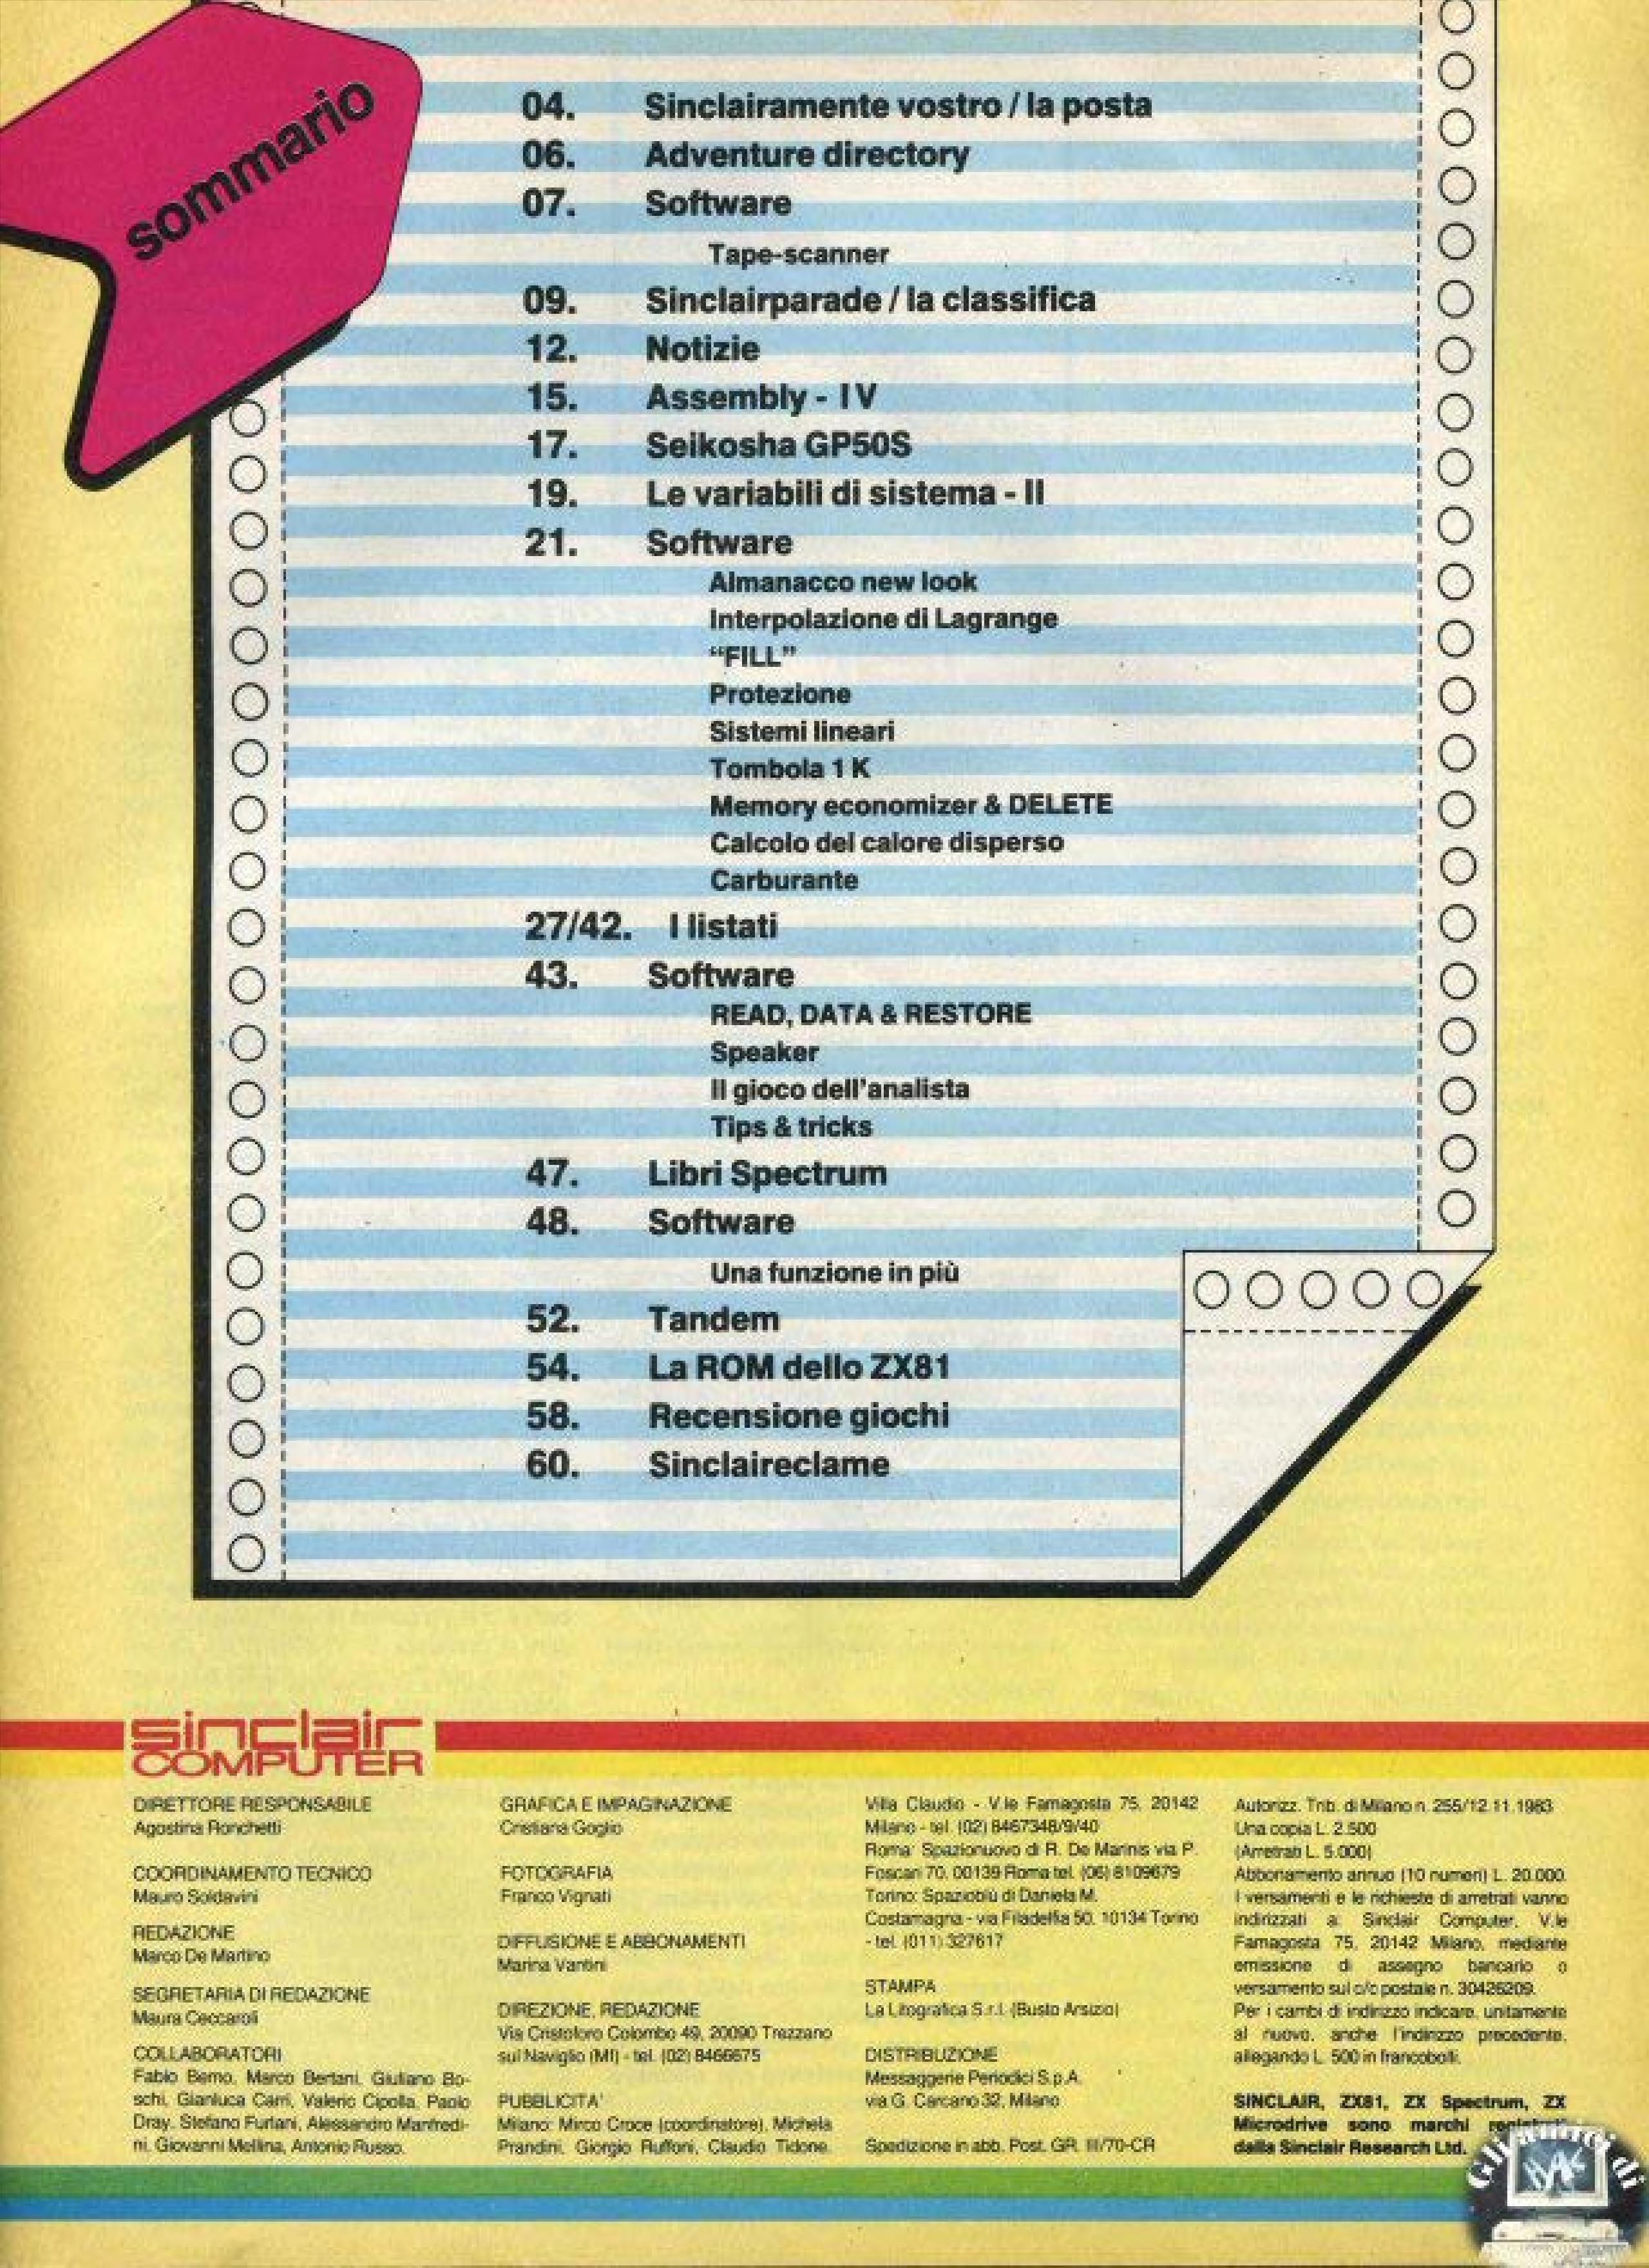 sommario
04. Sinclairamente vostro / la posta
06. Adventure directory
07. Software
Tape-scanner
09. Sinclairparade / la classifica
12. Notizie
15. Assembly - IV
17. Seikosha GP50S
19. Le variabili di sistema - II
21. Software
Almanacco new look
Interpolazione di Lagrange
“FILL”
Protezione
Sistemi lineari
Tombola 1 K
Memory economizer & DELETE
Calcolo del calore disperso
Carburante
27/42. I listati
43. Software
READ, DATA & RESTORE
Speaker
Il gioco dell'analista
Tips & tricks
47. Libri Spectrum
48. Software
Una funzione in più
52. Tandem
54. La ROM dello ZX81
58. Recensione giochi
60. Sinclaireclame
sinclair
COMPUTER
DIRETTORE RESPONSABILE
Agostina Ronchetti
COORDINAMENTO TECNICO
Mauro Soldavini
REDAZIONE
Marco De Martino
SEGRETARIA DI REDAZIONE
Maura Ceccaroli
COLLABORATORI
Fabio Berno, Marco Bertani, Giuliano Bo-
schi, Gianluca Carri, Valerio Cipolla, Paolo
Dray, Stefano Furlani, Alessandro Manfredi-
ni, Giovanni Mellina, Antonio Russo.
GRAFICA E IMPAGINAZIONE
Cristiana Goglio
FOTOGRAFIA
Franco Vignati
DIFFUSIONE E ABBONAMENTI
Marina Vantini
DIREZIONE, REDAZIONE
Via Cristoforo Colombo 49, 20090 Trezzano
sul Naviglio (MI) - tel. (02) 8466675
PUBBLICITA'
Milano: Mirco Croce (coordinatore), Michela
Prandini, Giorgio Ruffoni, Claudio Tidone.
Villa Claudio - V.le Famagosta 75, 20142
Milano - tel. (02) 8467348/9/40
Roma: Spazionuovo di R. De Marinis via P.
Foscari 70, 00139 Roma tel. (06) 8109679
Torino: Spazioblù di Daniela M.
Costamagna - via Filadelfia 50, 10134 Torino
- tel. (011) 327617
STAMPA
La Litografica S.r.l. (Busto Arsizio)
DISTRIBUZIONE
Messaggerie Periodici S.p.A.
via G. Carcano 32, Milano
Spedizione in abb. Post. GR. III/70-CR
Autorizz. Trib. di Milano n. 255/12.11.1983
Una copia L. 2.500
(Arretrati L. 5.000)
Abbonamento annuo (10 numeri) L. 20.000.
I versamenti e le richieste di arretrati vanno
indirizzati a: Sinclair Computer, V.le
Famagosta 75, 20142 Milano, mediante
emissione di assegno bancario o
versamento sul c/c postale n. 30426209.
Per i cambi di indirizzo indicare, unitamente
al nuovo, anche l'indirizzo precedente,
allegando L. 500 in francobolli.
SINCLAIR, ZX81, ZX Spectrum, ZX
Microdrive sono marchi
dalla Sinclair Research Ltd.
Gli amici di
HAC